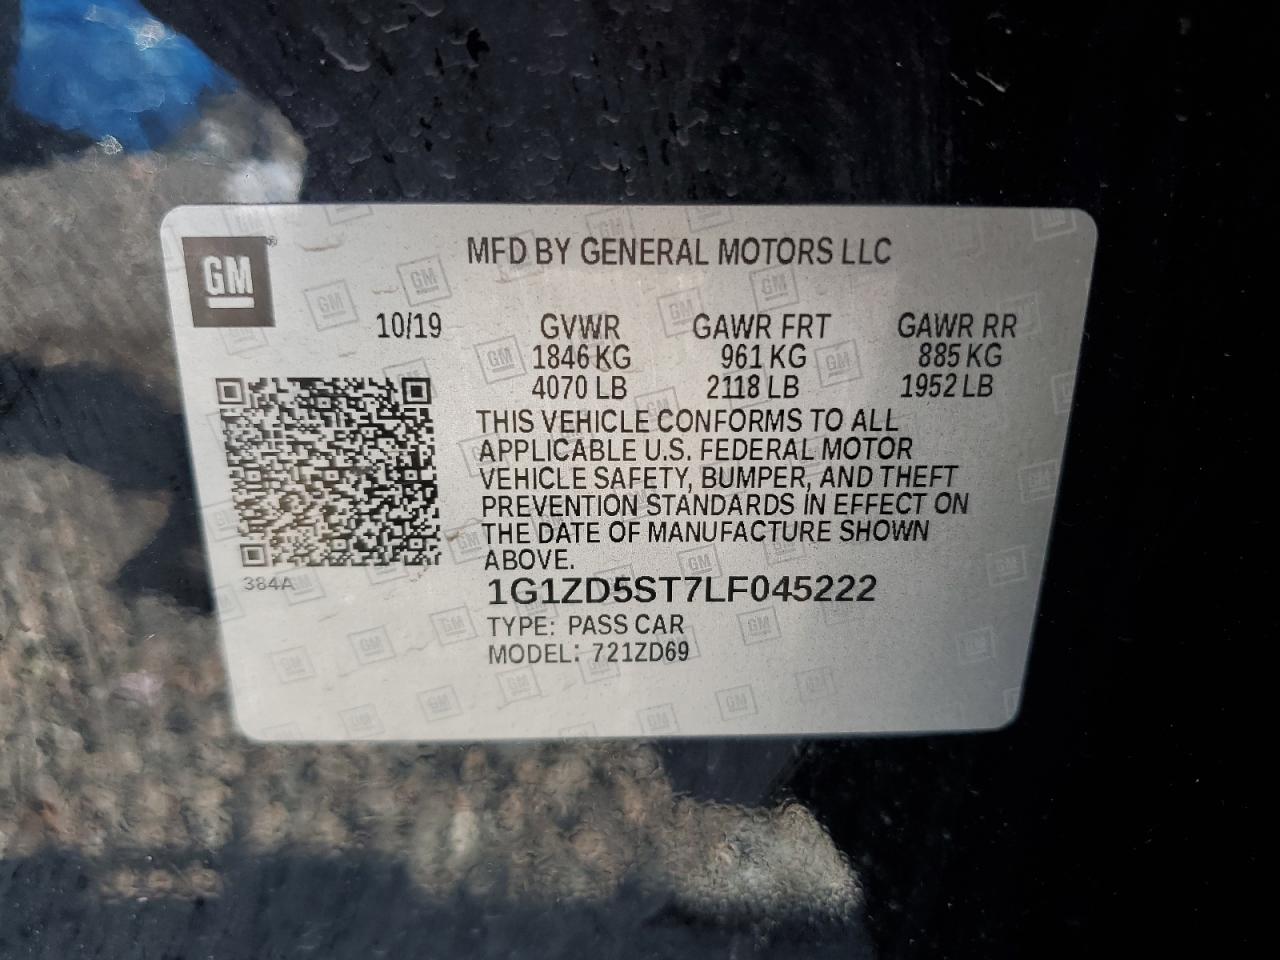 GM
MFD BY GENERAL MOTORS LLC
10/19
GVWR GAWR FRT GAWR RR
1846 KG 961 KG 885 KG
4070 LB 2118 LB 1952 LB
THIS VEHICLE CONFORMS TO ALL
APPLICABLE U.S. FEDERAL MOTOR
VEHICLE SAFETY, BUMPER, AND THEFT
PREVENTION STANDARDS IN EFFECT ON
THE DATE OF MANUFACTURE SHOWN
ABOVE.
384A
1G1ZD5ST7LF045222
TYPE: PASS CAR
MODEL: 721ZD69